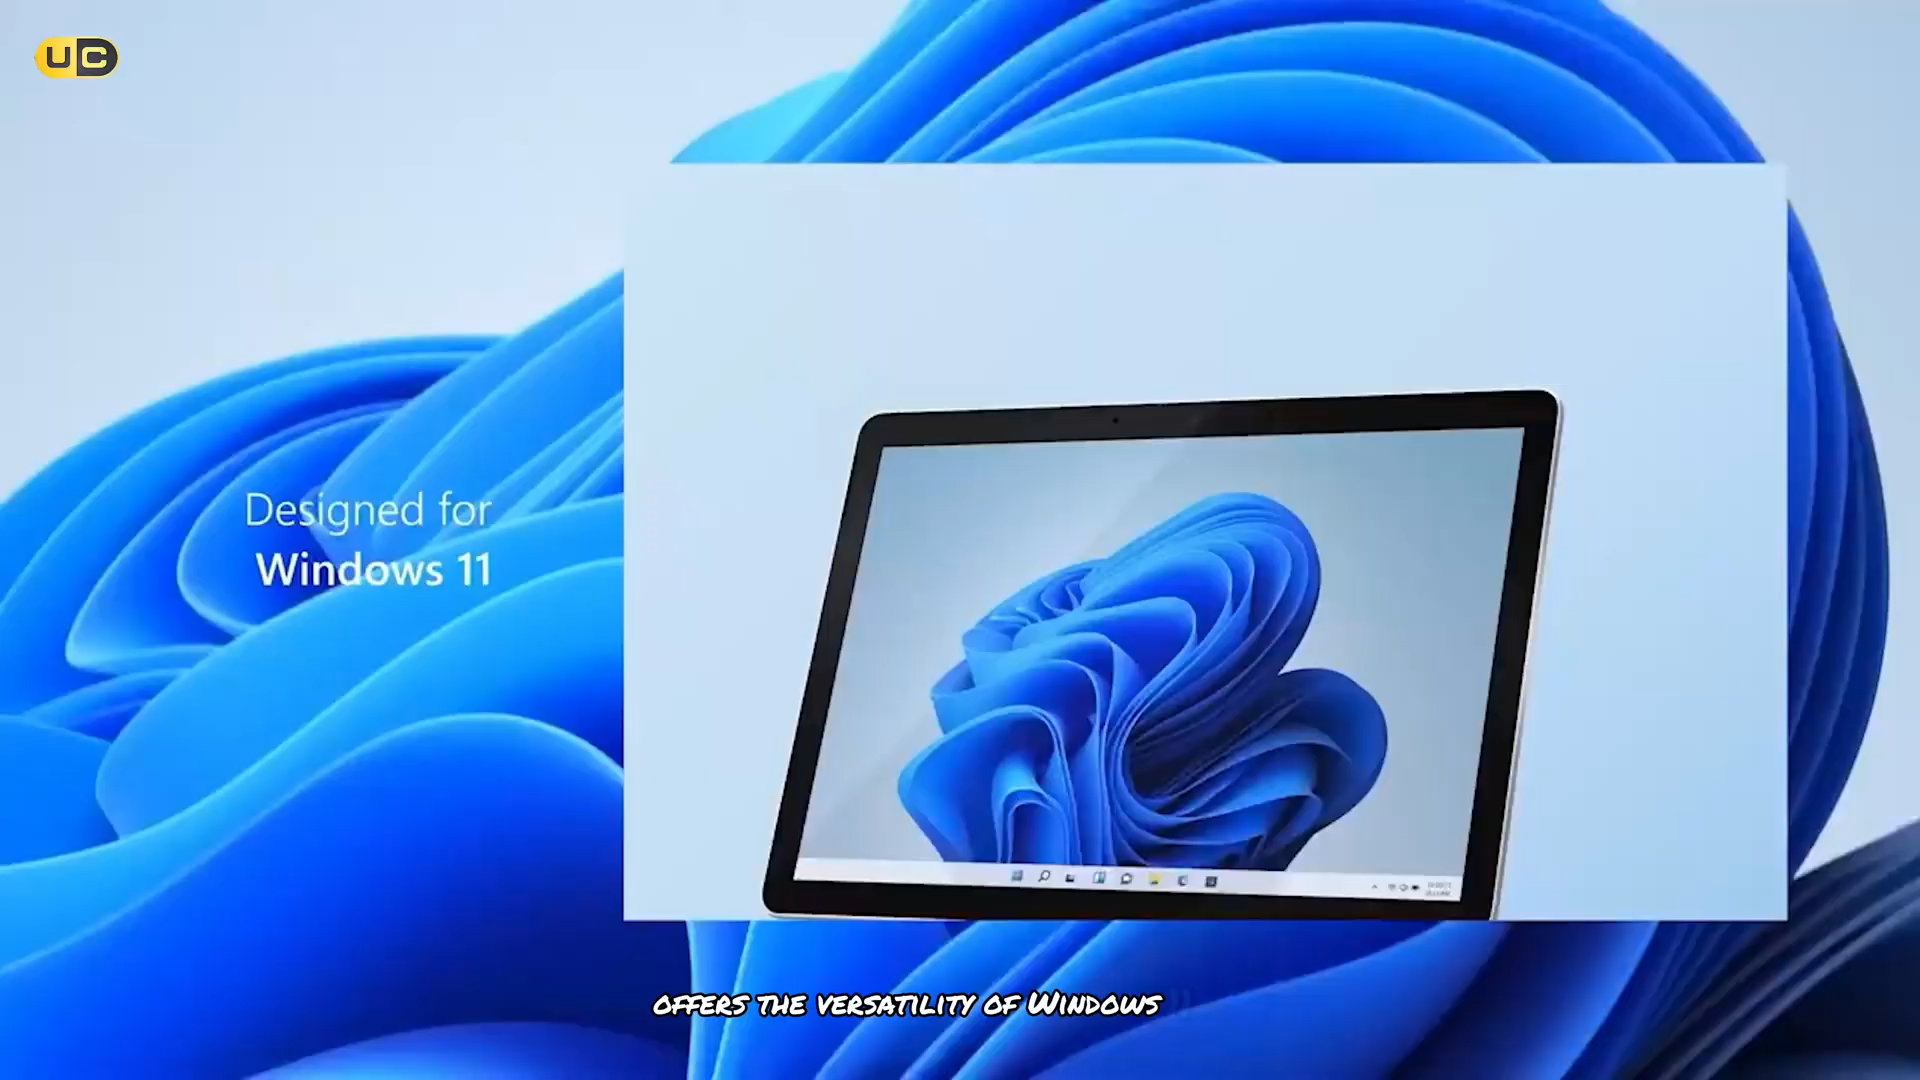 UC
Designed for
Windows 11
OFFERS THE VERSATILITY OF WINDOWS